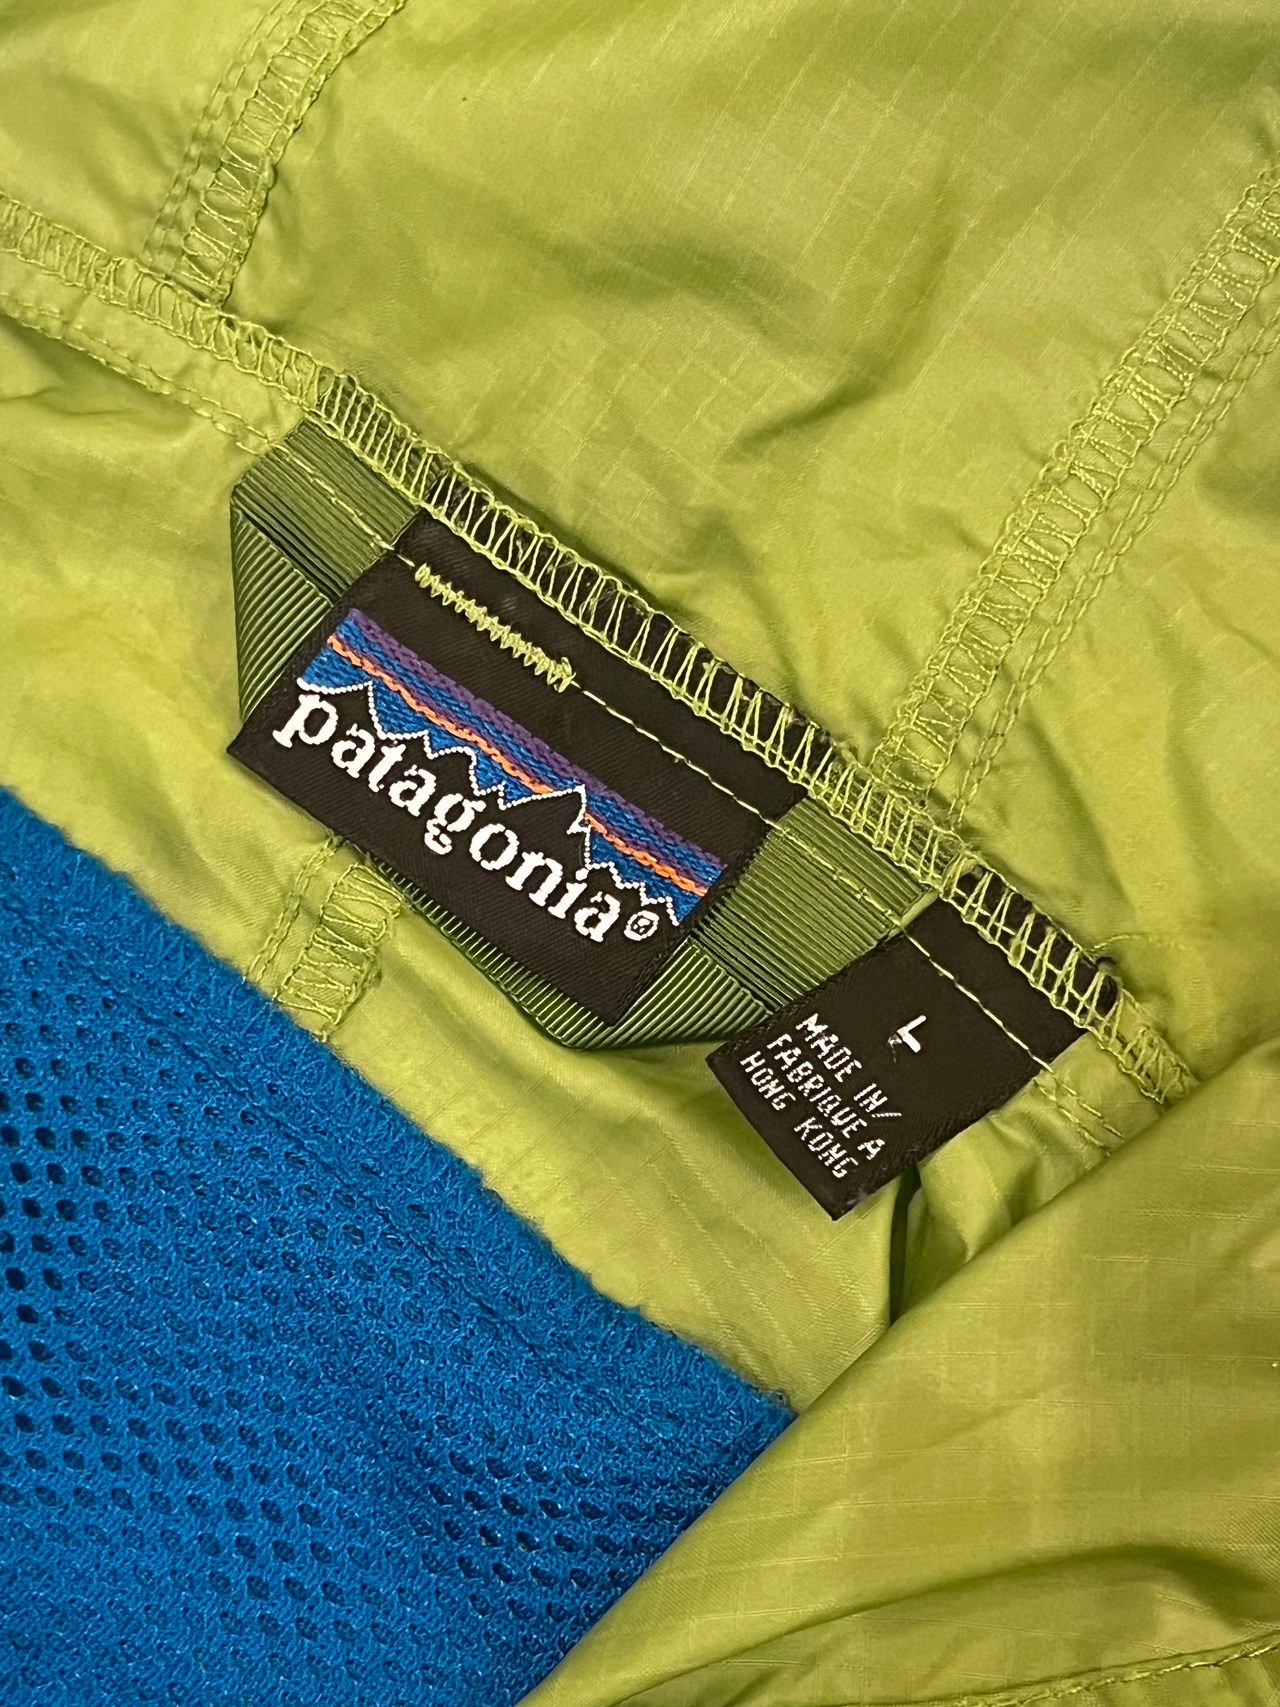 patagonia®
L
MADE IN/
FABRIQUE A
HONG KONG